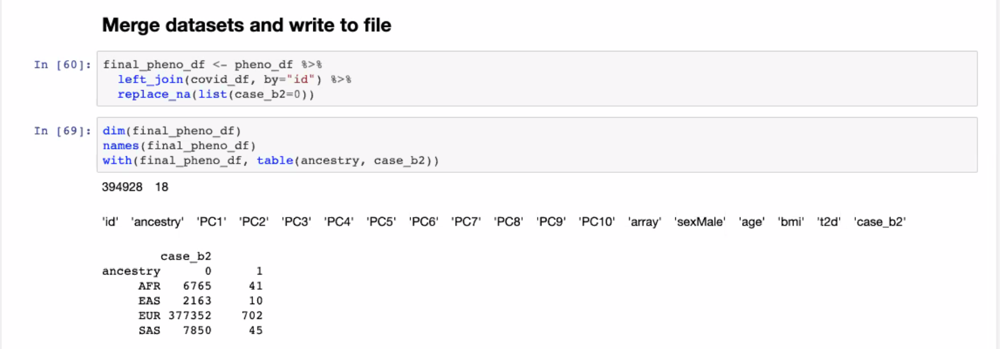 Merge datasets and write to file
In [60]: final_pheno_df <- pheno_df %>%
left_join(covid_df, by="id") %>%
replace_na(list(case_b2=0))
In [69]: dim(final_pheno_df)
names(final_pheno_df)
with(final_pheno_df, table(ancestry, case_b2))
394928 18
'id' 'ancestry' 'PC1' 'PC2' 'PC3' 'PC4' 'PC5' 'PC6' 'PC7' 'PC8' 'PC9' 'PC10' 'array' 'sexMale' 'age' 'bmi' 't2d' 'case_b2'
case_b2
ancestry 0 1
AFR 6765 41
EAS 2163 10
EUR 377352 702
SAS 7850 45